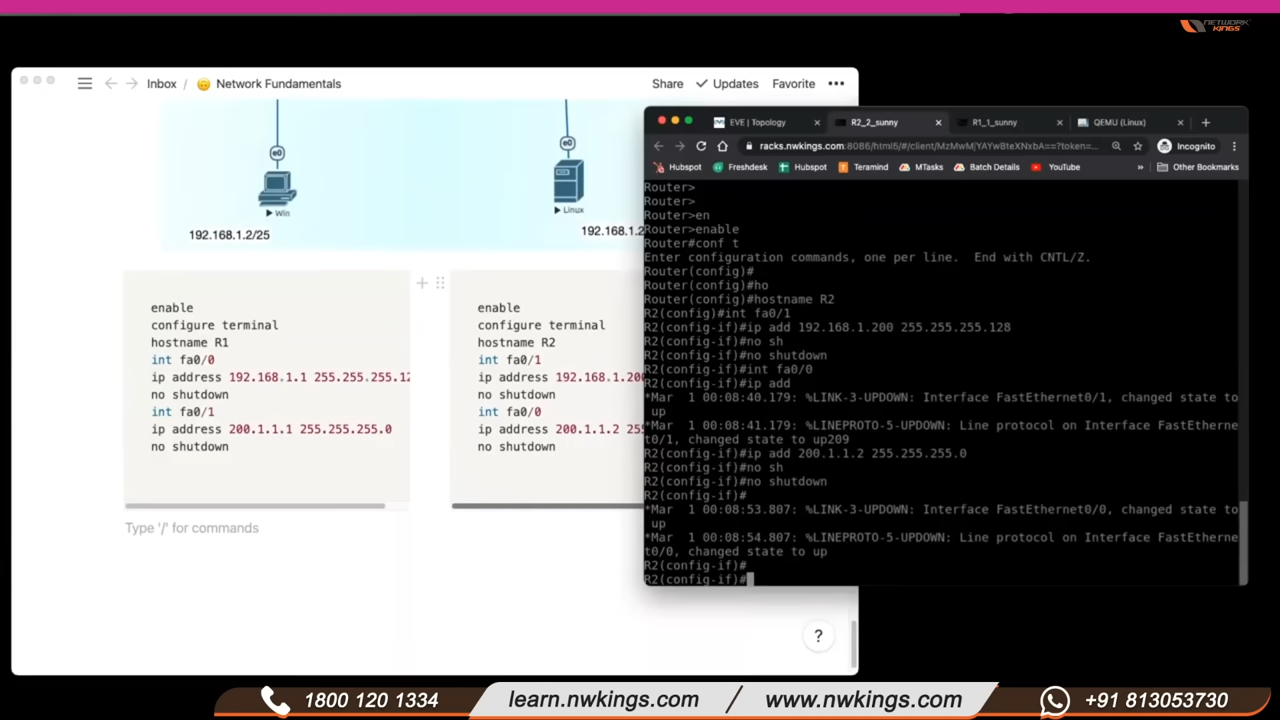 NETWORK
KINGS
Inbox / Network Fundamentals
Share ✓ Updates Favorite •••
e0
e0
Win
Linux
192.168.1.2/25
192.168.1.2
enable
configure terminal
hostname R1
int fa0/0
ip address 192.168.1.1 255.255.255.12
no shutdown
int fa0/1
ip address 200.1.1.1 255.255.255.0
no shutdown
Type '/' for commands
enable
configure terminal
hostname R2
int fa0/1
ip address 192.168.1.200
no shutdown
int fa0/0
ip address 200.1.1.2 255
no shutdown
?
EVE | Topology
R2_2_sunny
R1_1_sunny
QEMU (Linux)
racks.nwkings.com:8086/html5/#/client/MzMwMjYAYwBteXNxbA==?token=...
Incognito
Hubspot Freshdesk Hubspot Teramind MTasks Batch Details YouTube » Other Bookmarks
Router>
Router>
Router>en
Router>enable
Router#conf t
Enter configuration commands, one per line. End with CNTL/Z.
Router(config)#
Router(config)#ho
Router(config)#hostname R2
R2(config)#int fa0/1
R2(config-if)#ip add 192.168.1.200 255.255.255.128
R2(config-if)#no sh
R2(config-if)#no shutdown
R2(config-if)#int fa0/0
R2(config-if)#ip add
*Mar 1 00:08:40.179: %LINK-3-UPDOWN: Interface FastEthernet0/1, changed state to
up
*Mar 1 00:08:41.179: %LINEPROTO-5-UPDOWN: Line protocol on Interface FastEtherne
t0/1, changed state to up209
R2(config-if)#ip add 200.1.1.2 255.255.255.0
R2(config-if)#no sh
R2(config-if)#no shutdown
R2(config-if)#
*Mar 1 00:08:53.807: %LINK-3-UPDOWN: Interface FastEthernet0/0, changed state to
up
*Mar 1 00:08:54.807: %LINEPROTO-5-UPDOWN: Line protocol on Interface FastEtherne
t0/0, changed state to up
R2(config-if)#
R2(config-if)#
1800 120 1334
learn.nwkings.com / www.nwkings.com
+91 813053730